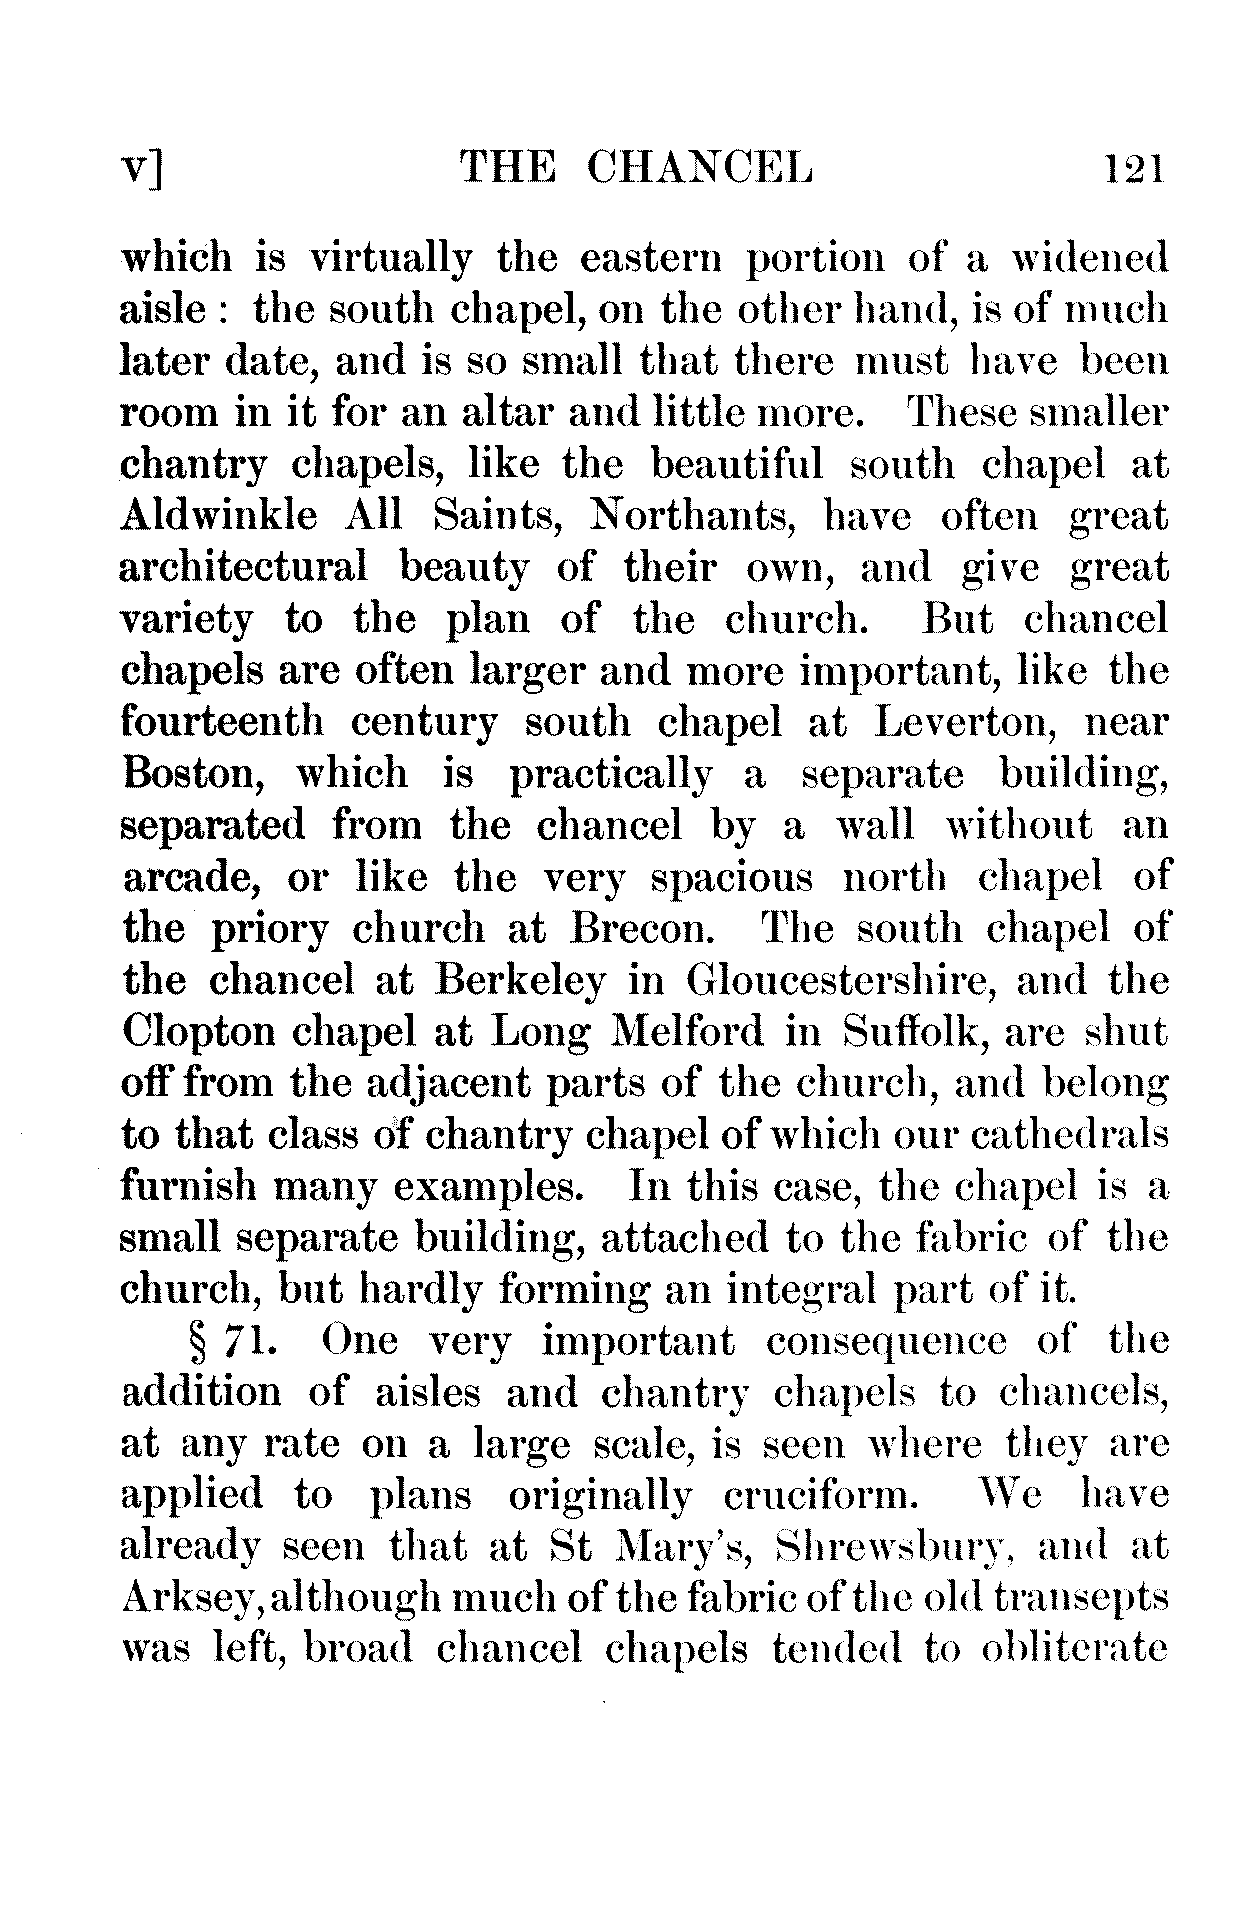 v] THE CHANCEL 121
which is virtually the eastern portion of a widened
aisle : the south chapel, on the other hand, is of much
later date, and is so small that there must have been
room in it for an altar and little more. These smaller
chantry chapels, like the beautiful south chapel at
Aldwinkle All Saints, Northants, have often great
architectural beauty of their own, and give great
variety to the plan of the church. But chancel
chapels are often larger and more important, like the
fourteenth century south chapel at Leverton, near
Boston, which is practically a separate building,
separated from the chancel by a wall without an
arcade, or like the very spacious north chapel of
the priory church at Brecon. The south chapel of
the chancel at Berkeley in Gloucestershire, and the
Clopton chapel at Long Melford in Suffolk, are shut
off from the adjacent parts of the church, and belong
to that class of chantry chapel of which our cathedrals
furnish many examples. In this case, the chapel is a
small separate building, attached to the fabric of the
church, but hardly forming an integral part of it.
§ 71. One very important consequence of the
addition of aisles and chantry chapels to chancels,
at any rate on a large scale, is seen where they are
applied to plans originally cruciform. We have
already seen that at St Mary's, Shrewsbury, and at
Arksey, although much of the fabric of the old transepts
was left, broad chancel chapels tended to obliterate